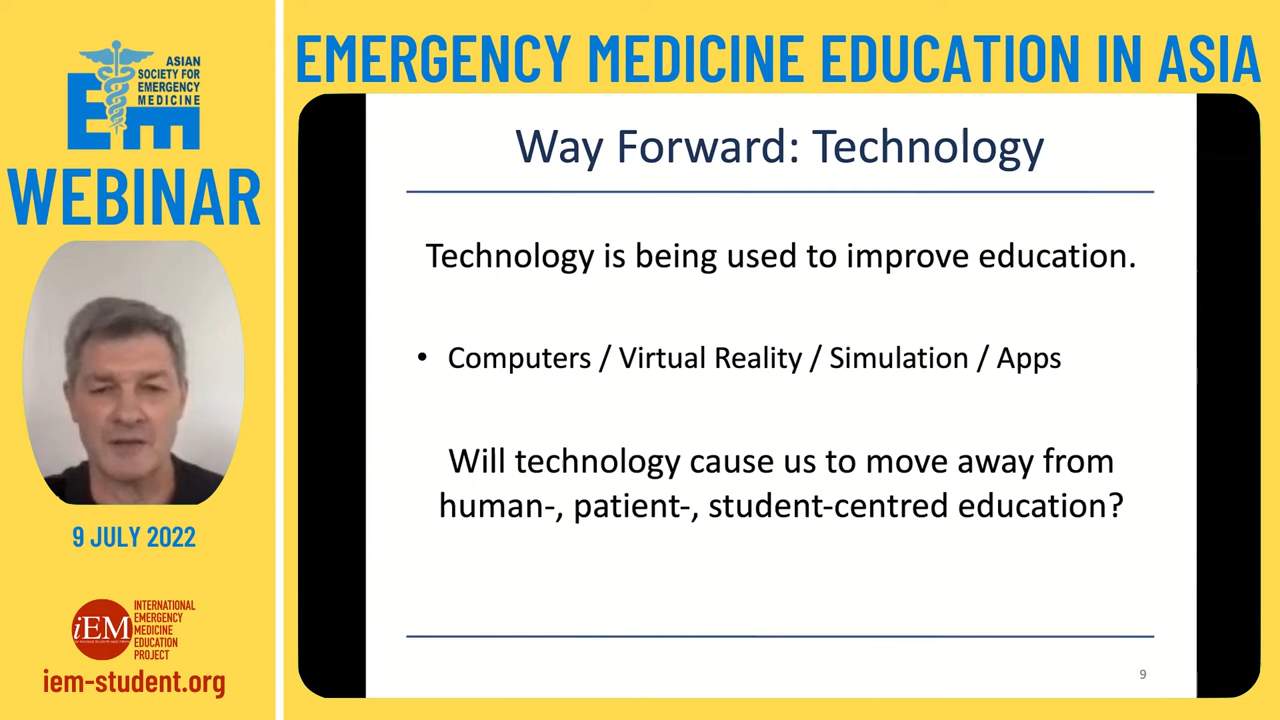 ASIAN
SOCIETY FOR
EMERGENCY
MEDICINE
EM
WEBINAR
9 JULY 2022
iEM
INTERNATIONAL
EMERGENCY
MEDICINE
EDUCATION
PROJECT
iem-student.org
EMERGENCY MEDICINE EDUCATION IN ASIA
Way Forward: Technology
Technology is being used to improve education.
• Computers / Virtual Reality / Simulation / Apps
Will technology cause us to move away from
human-, patient-, student-centred education?
9